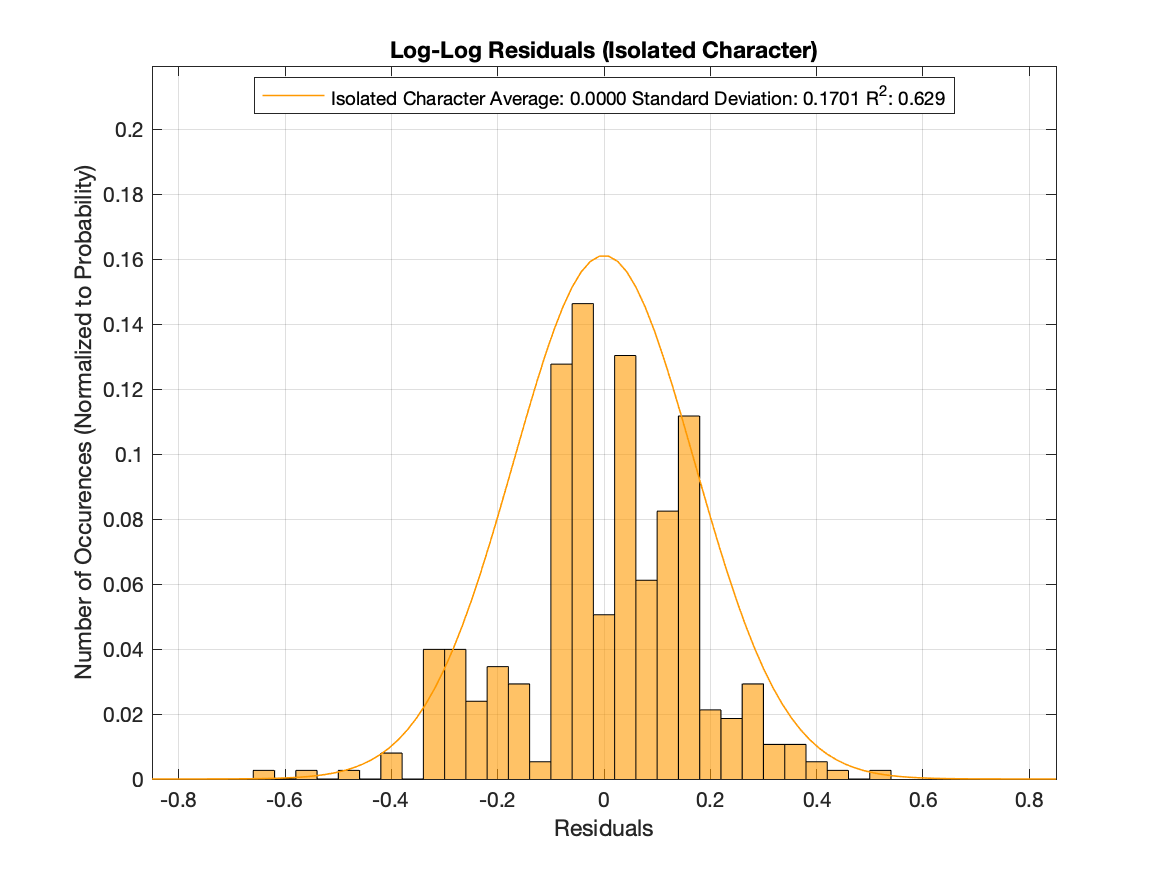 Log-Log Residuals (Isolated Character)
Isolated Character Average: 0.0000 Standard Deviation: 0.1701 R²: 0.629
Number of Occurences (Normalized to Probability)
0.2
0.18
0.16
0.14
0.12
0.1
0.08
0.06
0.04
0.02
0
-0.8 -0.6 -0.4 -0.2 0 0.2 0.4 0.6 0.8
Residuals